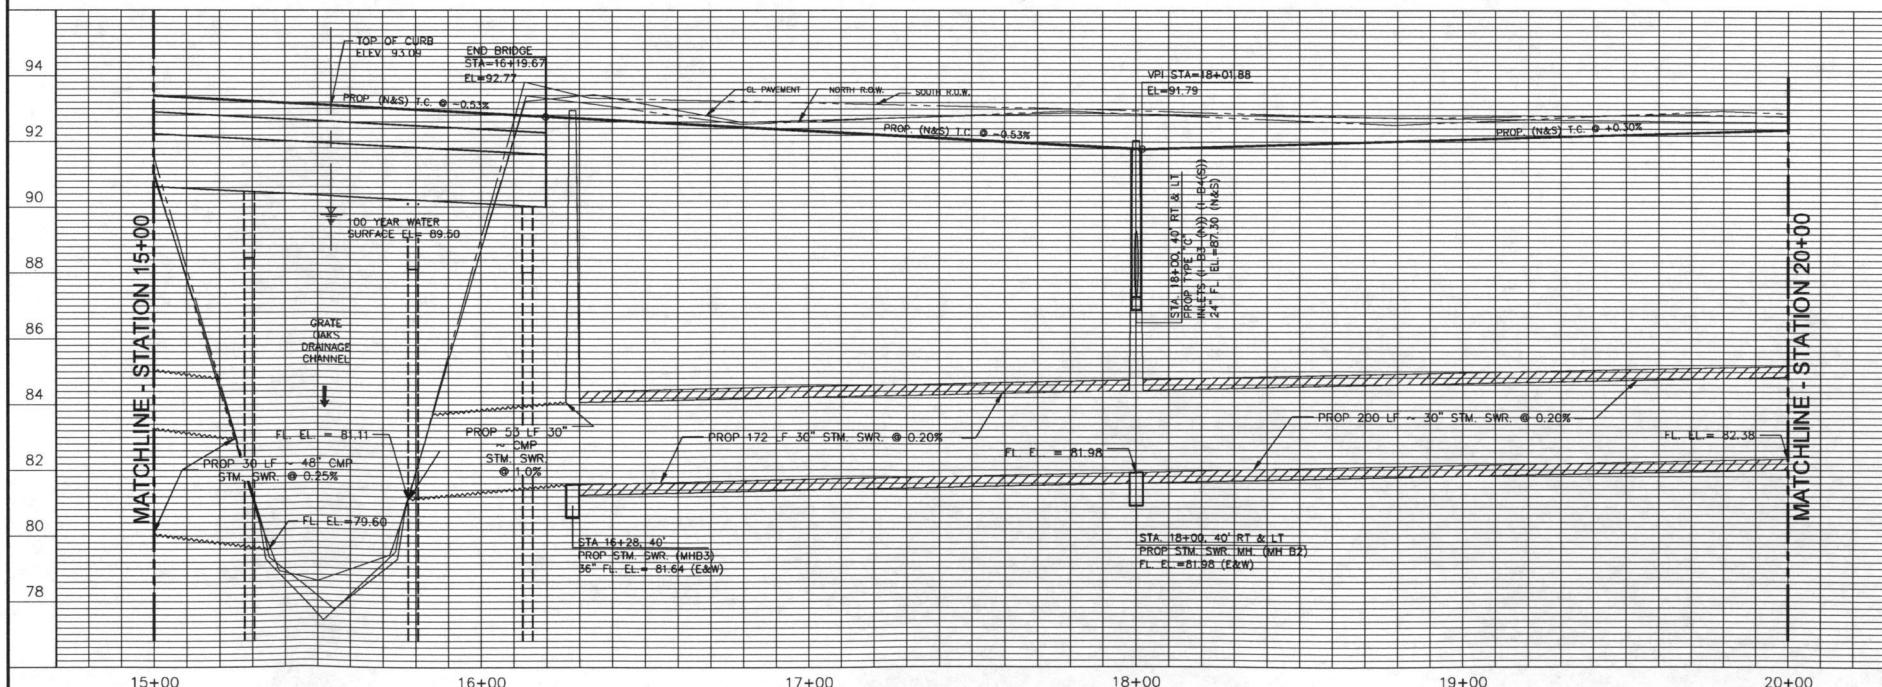 94
92
90
88
86
84
82
80
78
MATCHLINE - STATION 15+00
TOP OF CURB
ELEV 93.09
END BRIDGE
STA=16+19.67
EL=92.77
PROP (N&S) T.C. @ -0.53%
CL PAVEMENT
NORTH R.O.W.
SOUTH R.O.W.
PROP. (N&S) T.C. @ -0.53%
VPI STA=18+01.88
EL=91.79
PROP. (N&S) T.C. @ +0.30%
100 YEAR WATER
SURFACE EL= 89.50
STA. 18+00, 40' RT & LT
PROP TYPE "C"
INLETS (I-B3 (N)) (I-B4(S))
24" FL. EL.=87.30 (N&S)
GRATE
OAKS
DRAINAGE
CHANNEL
FL. EL. = 81.11
PROP 30 LF ~ 48" CMP
STM. SWR. @ 0.25%
FL. EL.=79.60
PROP 53 LF 30"
~ CMP
STM. SWR.
@ 1.0%
PROP 172 LF 36" STM. SWR. @ 0.20%
FL. EL. = 81.98
PROP 200 LF ~ 30" STM. SWR. @ 0.20%
FL. EL.= 82.38
STA 16+28, 40'
PROP STM. SWR. (MHB3)
36" FL. EL.= 81.64 (E&W)
STA. 18+00, 40' RT & LT
PROP STM. SWR. MH. (MH B2)
FL. EL.=81.98 (E&W)
MATCHLINE - STATION 20+00
15+00
16+00
17+00
18+00
19+00
20+00